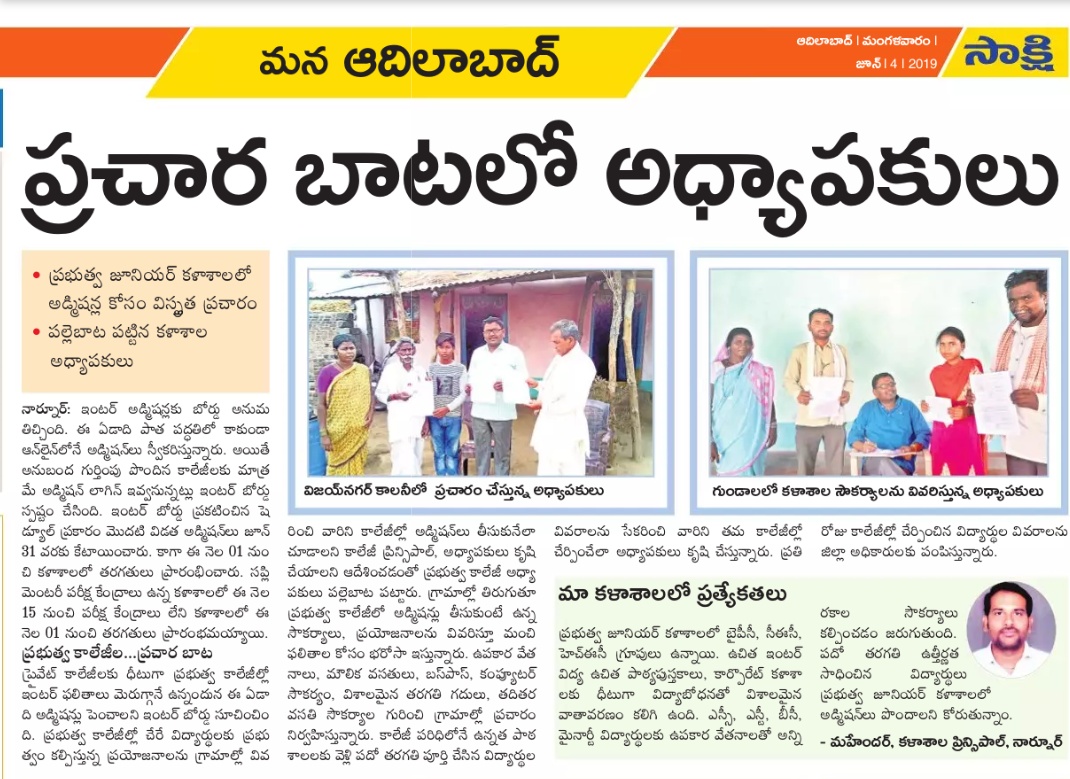 మన ఆదిలాబాద్
ఆదిలాబాద్ | మంగళవారం |
జూన్ | 4 | 2019
సాక్షి
ప్రచార బాటలో అధ్యాపకులు
• ప్రభుత్వ జూనియర్ కళాశాలలో
అడ్మిషన్ల కోసం విస్తృత ప్రచారం
• పల్లెబాట పట్టిన కళాశాల
అధ్యాపకులు
నార్నూర్: ఇంటర్ అడ్మిషన్లకు బోర్డు అనుమ
తిచ్చింది. ఈ ఏడాది పాత పద్ధతిలో కాకుండా
ఆన్‌లైన్‌లోనే అడ్మిషన్‌లు స్వీకరిస్తున్నారు. అయితే
అనుబంద గుర్తింపు పొందిన కాలేజీలకు మాత్ర
మే అడ్మిషన్ లాగిన్ ఇవ్వనున్నట్లు ఇంటర్ బోర్డు
స్పష్టం చేసింది. ఇంటర్ బోర్డు ప్రకటించిన షె
డ్యూల్ ప్రకారం మొదటి విడత అడ్మిషన్‌లు జూన్
31 వరకు కేటాయించారు. కాగా ఈ నెల 01 నుం
చి కళాశాలలో తరగతులు ప్రారంభించారు. సప్లి
మెంటరీ పరీక్ష కేంద్రాలు ఉన్న కళాశాలలో ఈ నెల
15 నుంచి పరీక్ష కేంద్రాలు లేని కళాశాలలో ఈ
నెల 01 నుంచి తరగతులు ప్రారంభమయ్యాయి.
ప్రభుత్వ కాలేజీల...ప్రచార బాట
ప్రైవేట్ కాలేజీలకు ధీటుగా ప్రభుత్వ కాలేజీల్లో
ఇంటర్ ఫలితాలు మెరుగ్గానే ఉన్నందున ఈ ఏడా
ది అడ్మిషన్లు పెంచాలని ఇంటర్ బోర్డు సూచించిం
ది. ప్రభుత్వ కాలేజీల్లో చేరే విద్యార్థులకు ప్రభు
త్వం కల్పిస్తున్న ప్రయోజనాలను గ్రామాల్లో వివ
విజయ్‌నగర్ కాలనీలో ప్రచారం చేస్తున్న అధ్యాపకులు
గుండాలలో కళాశాల సౌకర్యాలను వివరిస్తున్న అధ్యాపకులు
రించి వారిని కాలేజీల్లో అడ్మిషన్‌లు తీసుకునేలా
చూడాలని కాలేజీ ప్రిన్సిపాల్, అధ్యాపకులు కృషి
చేయాలని ఆదేశించడంతో ప్రభుత్వ కాలేజీ అధ్యా
పకులు పల్లెబాట పట్టారు. గ్రామాల్లో తిరుగుతూ
ప్రభుత్వ కాలేజీలో అడ్మిషన్లు తీసుకుంటే ఉన్న
సౌకర్యాలు, ప్రయోజనాలను వివరిస్తూ మంచి
ఫలితాల కోసం భరోసా ఇస్తున్నారు. ఉపకార వేత
నాలు, మౌలిక వసతులు, బస్‌పాస్, కంప్యూటర్
సౌకర్యం, విశాలమైన తరగతి గదులు, తదితర
వసతి సౌకర్యాల గురించి గ్రామాల్లో ప్రచారం
నిర్వహిస్తున్నారు. కాలేజీ పరిధిలోనే ఉన్నత పాఠ
శాలలకు వెళ్లి పదో తరగతి పూర్తి చేసిన విద్యార్థుల
వివరాలను సేకరించి వారిని తమ కాలేజీల్లో
చేర్పించేలా అధ్యాపకులు కృషి చేస్తున్నారు. ప్రతి
రోజు కాలేజీల్లో చేర్పించిన విద్యార్థుల వివరాలను
జిల్లా అధికారులకు పంపిస్తున్నారు.
మా కళాశాలలో ప్రత్యేకతలు
ప్రభుత్వ జూనియర్ కళాశాలలో బైపీసీ, సీఈసీ,
హెచ్ఈసీ గ్రూపులు ఉన్నాయి. ఉచిత ఇంటర్
విద్య ఉచిత పాఠ్యపుస్తకాలు, కార్పొరేట్ కళాశా
లకు ధీటుగా విద్యాబోధనతో విశాలమైన
వాతావరణం కలిగి ఉంది. ఎస్సీ, ఎస్టీ, బీసీ,
మైనార్టీ విద్యార్థులకు ఉపకార వేతనాలతో అన్ని
రకాల సౌకర్యాలు
కల్పించడం జరుగుతుంది.
పదో తరగతి ఉత్తీర్ణత
సాధించిన విద్యార్థులు
ప్రభుత్వ జూనియర్ కళాశాలలో
అడ్మిషన్‌లు పొందాలని కోరుతున్నాం.
- మహేందర్, కళాశాల ప్రిన్సిపాల్, నార్నూర్